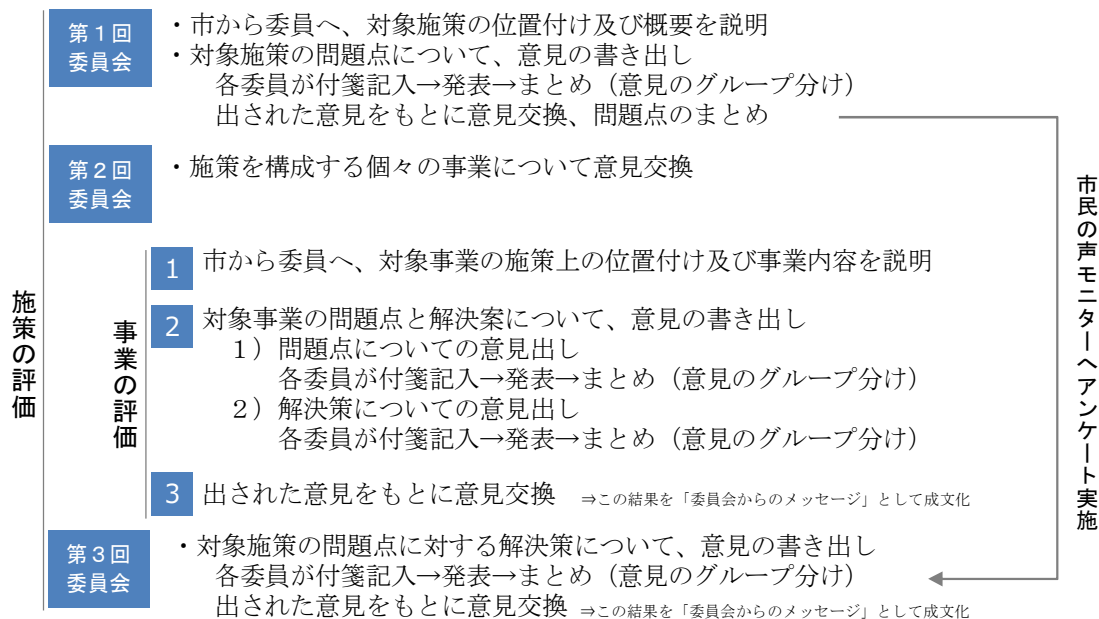 施策の評価
第１回
委員会
・市から委員へ、対象施策の位置付け及び概要を説明
・対象施策の問題点について、意見の書き出し
各委員が付箋記入→発表→まとめ（意見のグループ分け）
出された意見をもとに意見交換、問題点のまとめ
第２回
委員会
・施策を構成する個々の事業について意見交換
事業の評価
1 市から委員へ、対象事業の施策上の位置付け及び事業内容を説明
2 対象事業の問題点と解決案について、意見の書き出し
１）問題点についての意見出し
各委員が付箋記入→発表→まとめ（意見のグループ分け）
２）解決策についての意見出し
各委員が付箋記入→発表→まとめ（意見のグループ分け）
3 出された意見をもとに意見交換 ⇒この結果を「委員会からのメッセージ」として成文化
第３回
委員会
・対象施策の問題点に対する解決策について、意見の書き出し
各委員が付箋記入→発表→まとめ（意見のグループ分け）
出された意見をもとに意見交換 ⇒この結果を「委員会からのメッセージ」として成文化
市民の声モニターへアンケート実施